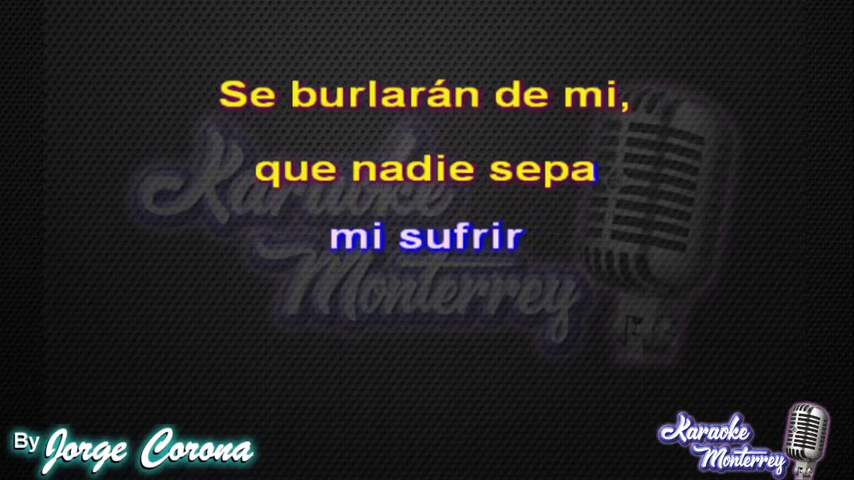 Se burlarán de mi,
que nadie sepa
mi sufrir
Karaoke
Monterrey
By Jorge Corona
Karaoke
Monterrey